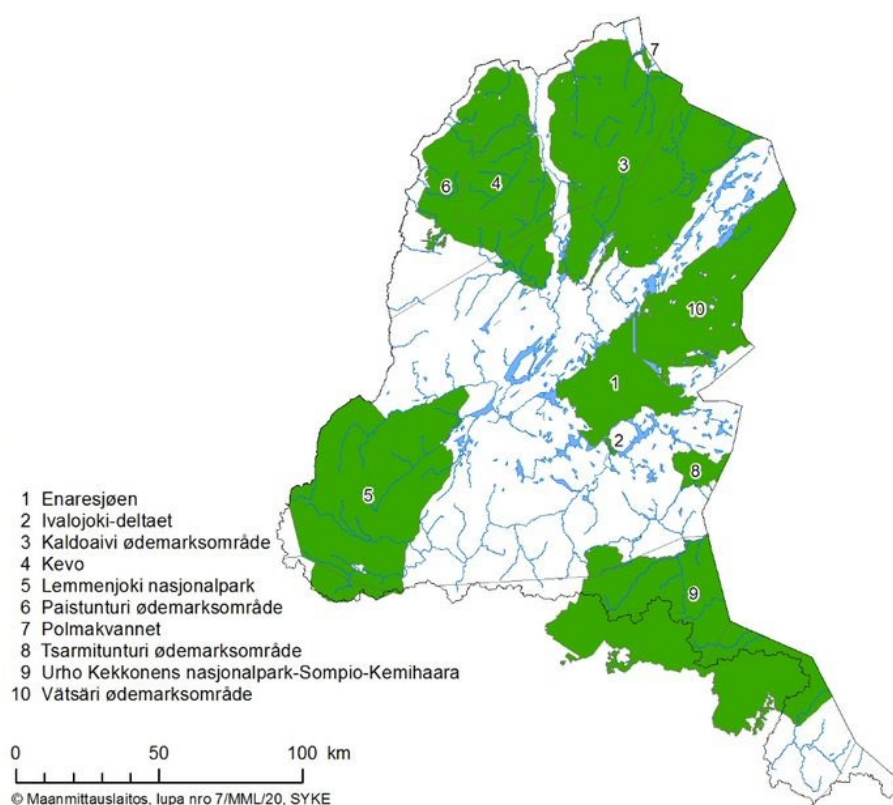 7
3
6
4
10
1
2
8
5
9
1 Enaresjøen
2 Ivalojoki-deltaet
3 Kaldoaivi ødemarksområde
4 Kevo
5 Lemmenjoki nasjonalpark
6 Paistunturi ødemarksområde
7 Polmakvannet
8 Tsarmitunturi ødemarksområde
9 Urho Kekkonens nasjonalpark-Sompio-Kemihaara
10 Vätsäri ødemarksområde
0 50 100 km
© Maanmittauslaitos, lupa nro 7/MML/20, SYKE